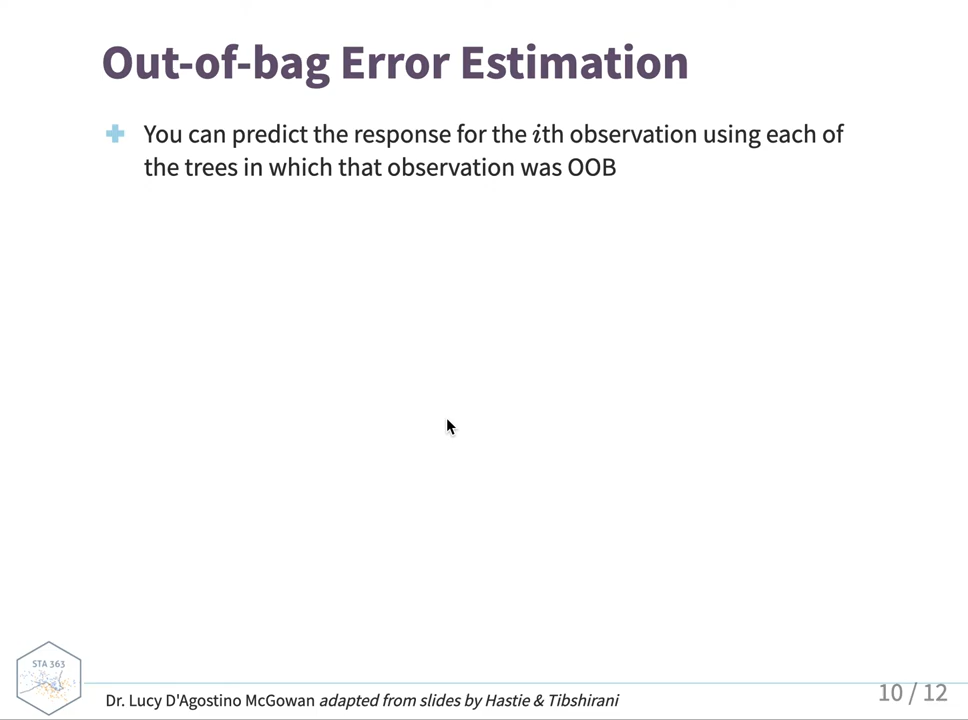 Out-of-bag Error Estimation
You can predict the response for the ith observation using each of
the trees in which that observation was OOB
STA 363
Dr. Lucy D'Agostino McGowan adapted from slides by Hastie & Tibshirani
10 / 12